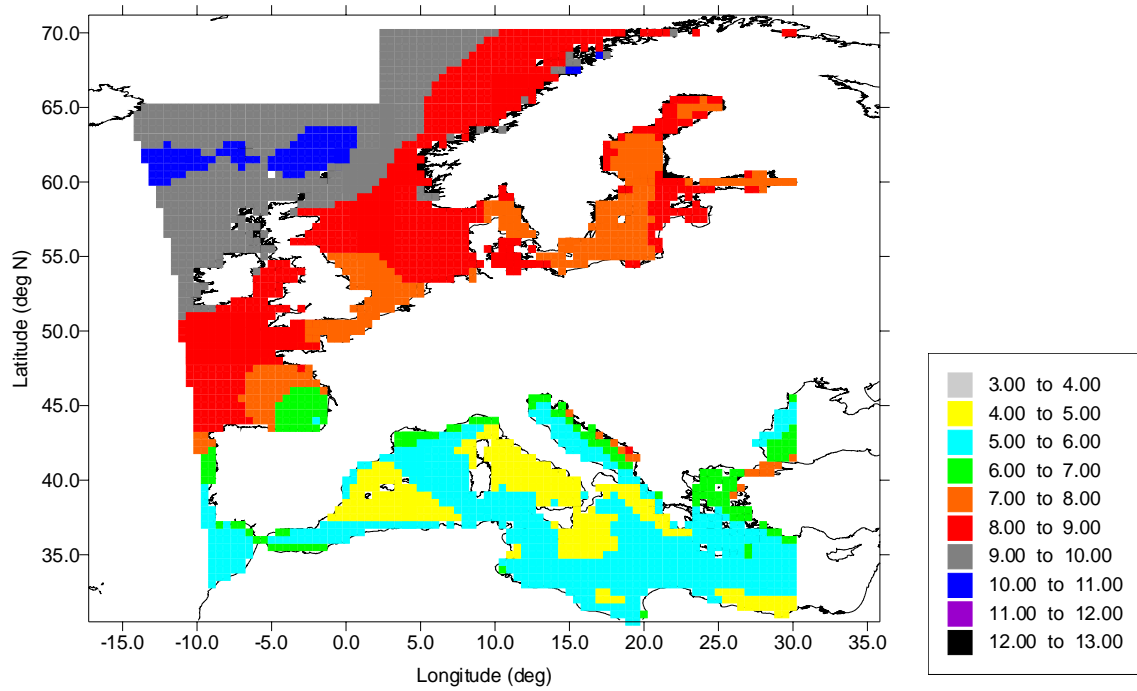 70.0
65.0
60.0
55.0
50.0
45.0
40.0
35.0
Latitude (deg N)
-15.0 -10.0 -5.0 0.0 5.0 10.0 15.0 20.0 25.0 30.0 35.0
Longitude (deg)
3.00 to 4.00
4.00 to 5.00
5.00 to 6.00
6.00 to 7.00
7.00 to 8.00
8.00 to 9.00
9.00 to 10.00
10.00 to 11.00
11.00 to 12.00
12.00 to 13.00